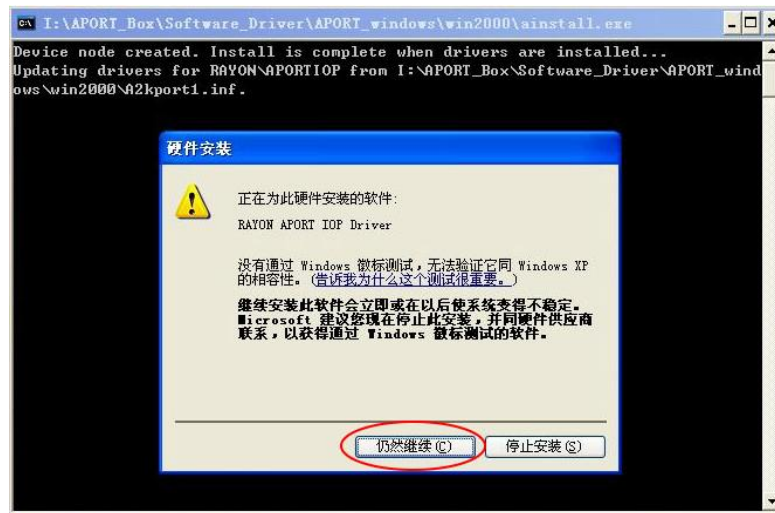 I:\APORT_Box\Software_Driver\APORT_windows\win2000\ainstall.exe
Device node created. Install is complete when drivers are installed...
Updating drivers for RAYON\APORTIOP from I:\APORT_Box\Software_Driver\APORT_wind
ows\win2000\A2kport1.inf.
硬件安装
正在为此硬件安装的软件:
RAYON APORT IOP Driver
没有通过 Windows 徽标测试，无法验证它同 Windows XP
的相容性。(告诉我为什么这个测试很重要。)
继续安装此软件会立即或在以后使系统变得不稳定。
Microsoft 建议您现在停止此安装，并同硬件供应商
联系，以获得通过 Windows 徽标测试的软件。
仍然继续(C) 停止安装(S)